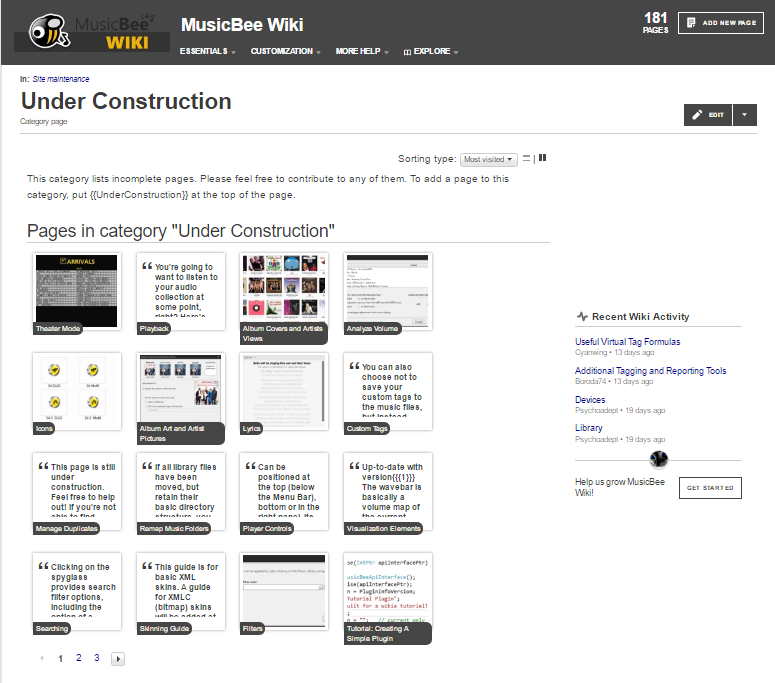 MusicBee
WIKI
MusicBee Wiki
181
PAGES
ADD NEW PAGE
ESSENTIALS
CUSTOMIZATION
MORE HELP
EXPLORE
In: Site maintenance
Under Construction
Category page
EDIT
Sorting type: Most visited
This category lists incomplete pages. Please feel free to contribute to any of them. To add a page to this
category, put {{UnderConstruction}} at the top of the page.
Pages in category "Under Construction"
ARRIVALS
Theater Mode
“ You're going to
want to listen to
your audio
collection at
some point,
right? Here's
Playback
Album Covers and Artists
Views
Analyze Volume
Icons
Album Art and Artist
Pictures
Lyrics
“ You can also
choose not to
save your
custom tags to
the music files,
but instead
Custom Tags
“ This page is still
under
construction.
Feel free to help
out! If you're not
able to find
Manage Duplicates
“ If all library files
have been
moved, but
retain their
basic directory
structure, you
Remap Music Folders
“ Can be
positioned at
the top (below
the Menu Bar),
bottom or in the
right panel. Its
Player Controls
“ Up-to-date with
version{{{1}}}
The wavebar is
basically a
volume map of
the current
Visualization Elements
“ Clicking on the
spyglass
provides search
filter options,
including the
option of a
Searching
“ This guide is for
basic XML
skins. A guide
for XMLC
(bitmap) skins
will be added at
Skinning Guide
Filters
se(IntPtr apiInterfacePtr)
usicBeeApiInterface();
lse(apiInterfacePtr);
n = PluginInfoVersion;
Tutorial Plugin";
uilt for a wikia tutorial!
;
n = ""; // current only
Tutorial: Creating A
Simple Plugin
1 2 3
Recent Wiki Activity
Useful Virtual Tag Formulas
Cyanwing • 13 days ago
Additional Tagging and Reporting Tools
Boroda74 • 13 days ago
Devices
Psychoadept • 19 days ago
Library
Psychoadept • 19 days ago
Help us grow MusicBee
Wiki!
GET STARTED